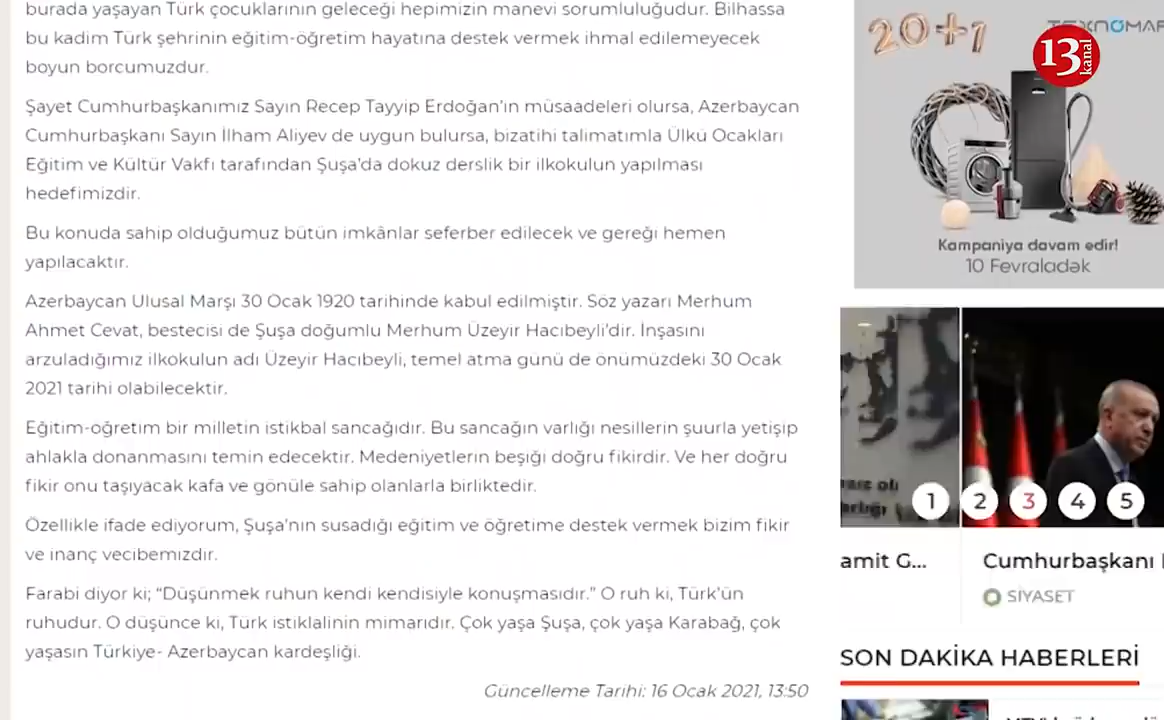 burada yaşayan Türk çocuklarının geleceği hepimizin manevi sorumluluğudur. Bilhassa
bu kadim Türk şehrinin eğitim-öğretim hayatına destek vermek ihmal edilemeyecek
boyun borcumuzdur.
Şayet Cumhurbaşkanımız Sayın Recep Tayyip Erdoğan'ın müsaadeleri olursa, Azerbaycan
Cumhurbaşkanı Sayın İlham Aliyev de uygun bulursa, bizatihi talimatımla Ülkü Ocakları
Eğitim ve Kültür Vakfı tarafından Şuşa'da dokuz derslik bir ilkokulun yapılması
hedefimizdir.
Bu konuda sahip olduğumuz bütün imkânlar seferber edilecek ve gereği hemen
yapılacaktır.
Azerbaycan Ulusal Marşı 30 Ocak 1920 tarihinde kabul edilmiştir. Söz yazarı Merhum
Ahmet Cevat, bestecisi de Şuşa doğumlu Merhum Üzeyir Hacıbeyli'dir. İnşasını
arzuladığımız ilkokulun adı Üzeyir Hacıbeyli, temel atma günü de önümüzdeki 30 Ocak
2021 tarihi olabilecektir.
Eğitim-öğretim bir milletin istikbal sancağıdır. Bu sancağın varlığı nesillerin şuurla yetişip
ahlakla donanmasını temin edecektir. Medeniyetlerin beşiği doğru fikirdir. Ve her doğru
fikir onu taşıyacak kafa ve gönüle sahip olanlarla birliktedir.
Özellikle ifade ediyorum, Şuşa'nın susadığı eğitim ve öğretime destek vermek bizim fikir
ve inanç vecibemizdir.
Farabi diyor ki; “Düşünmek ruhun kendi kendisiyle konuşmasıdır.” O ruh ki, Türk'ün
ruhudur. O düşünce ki, Türk istiklalinin mimarıdır. Çok yaşa Şuşa, çok yaşa Karabağ, çok
yaşasın Türkiye- Azerbaycan kardeşliği.
Güncelleme Tarihi: 16 Ocak 2021, 13:50
20+1
13 kanal
Kampaniya davam edir!
10 Fevraladək
1 2 3 4 5
amit G...
Cumhurbaşkanı
SİYASET
SON DAKİKA HABERLERİ